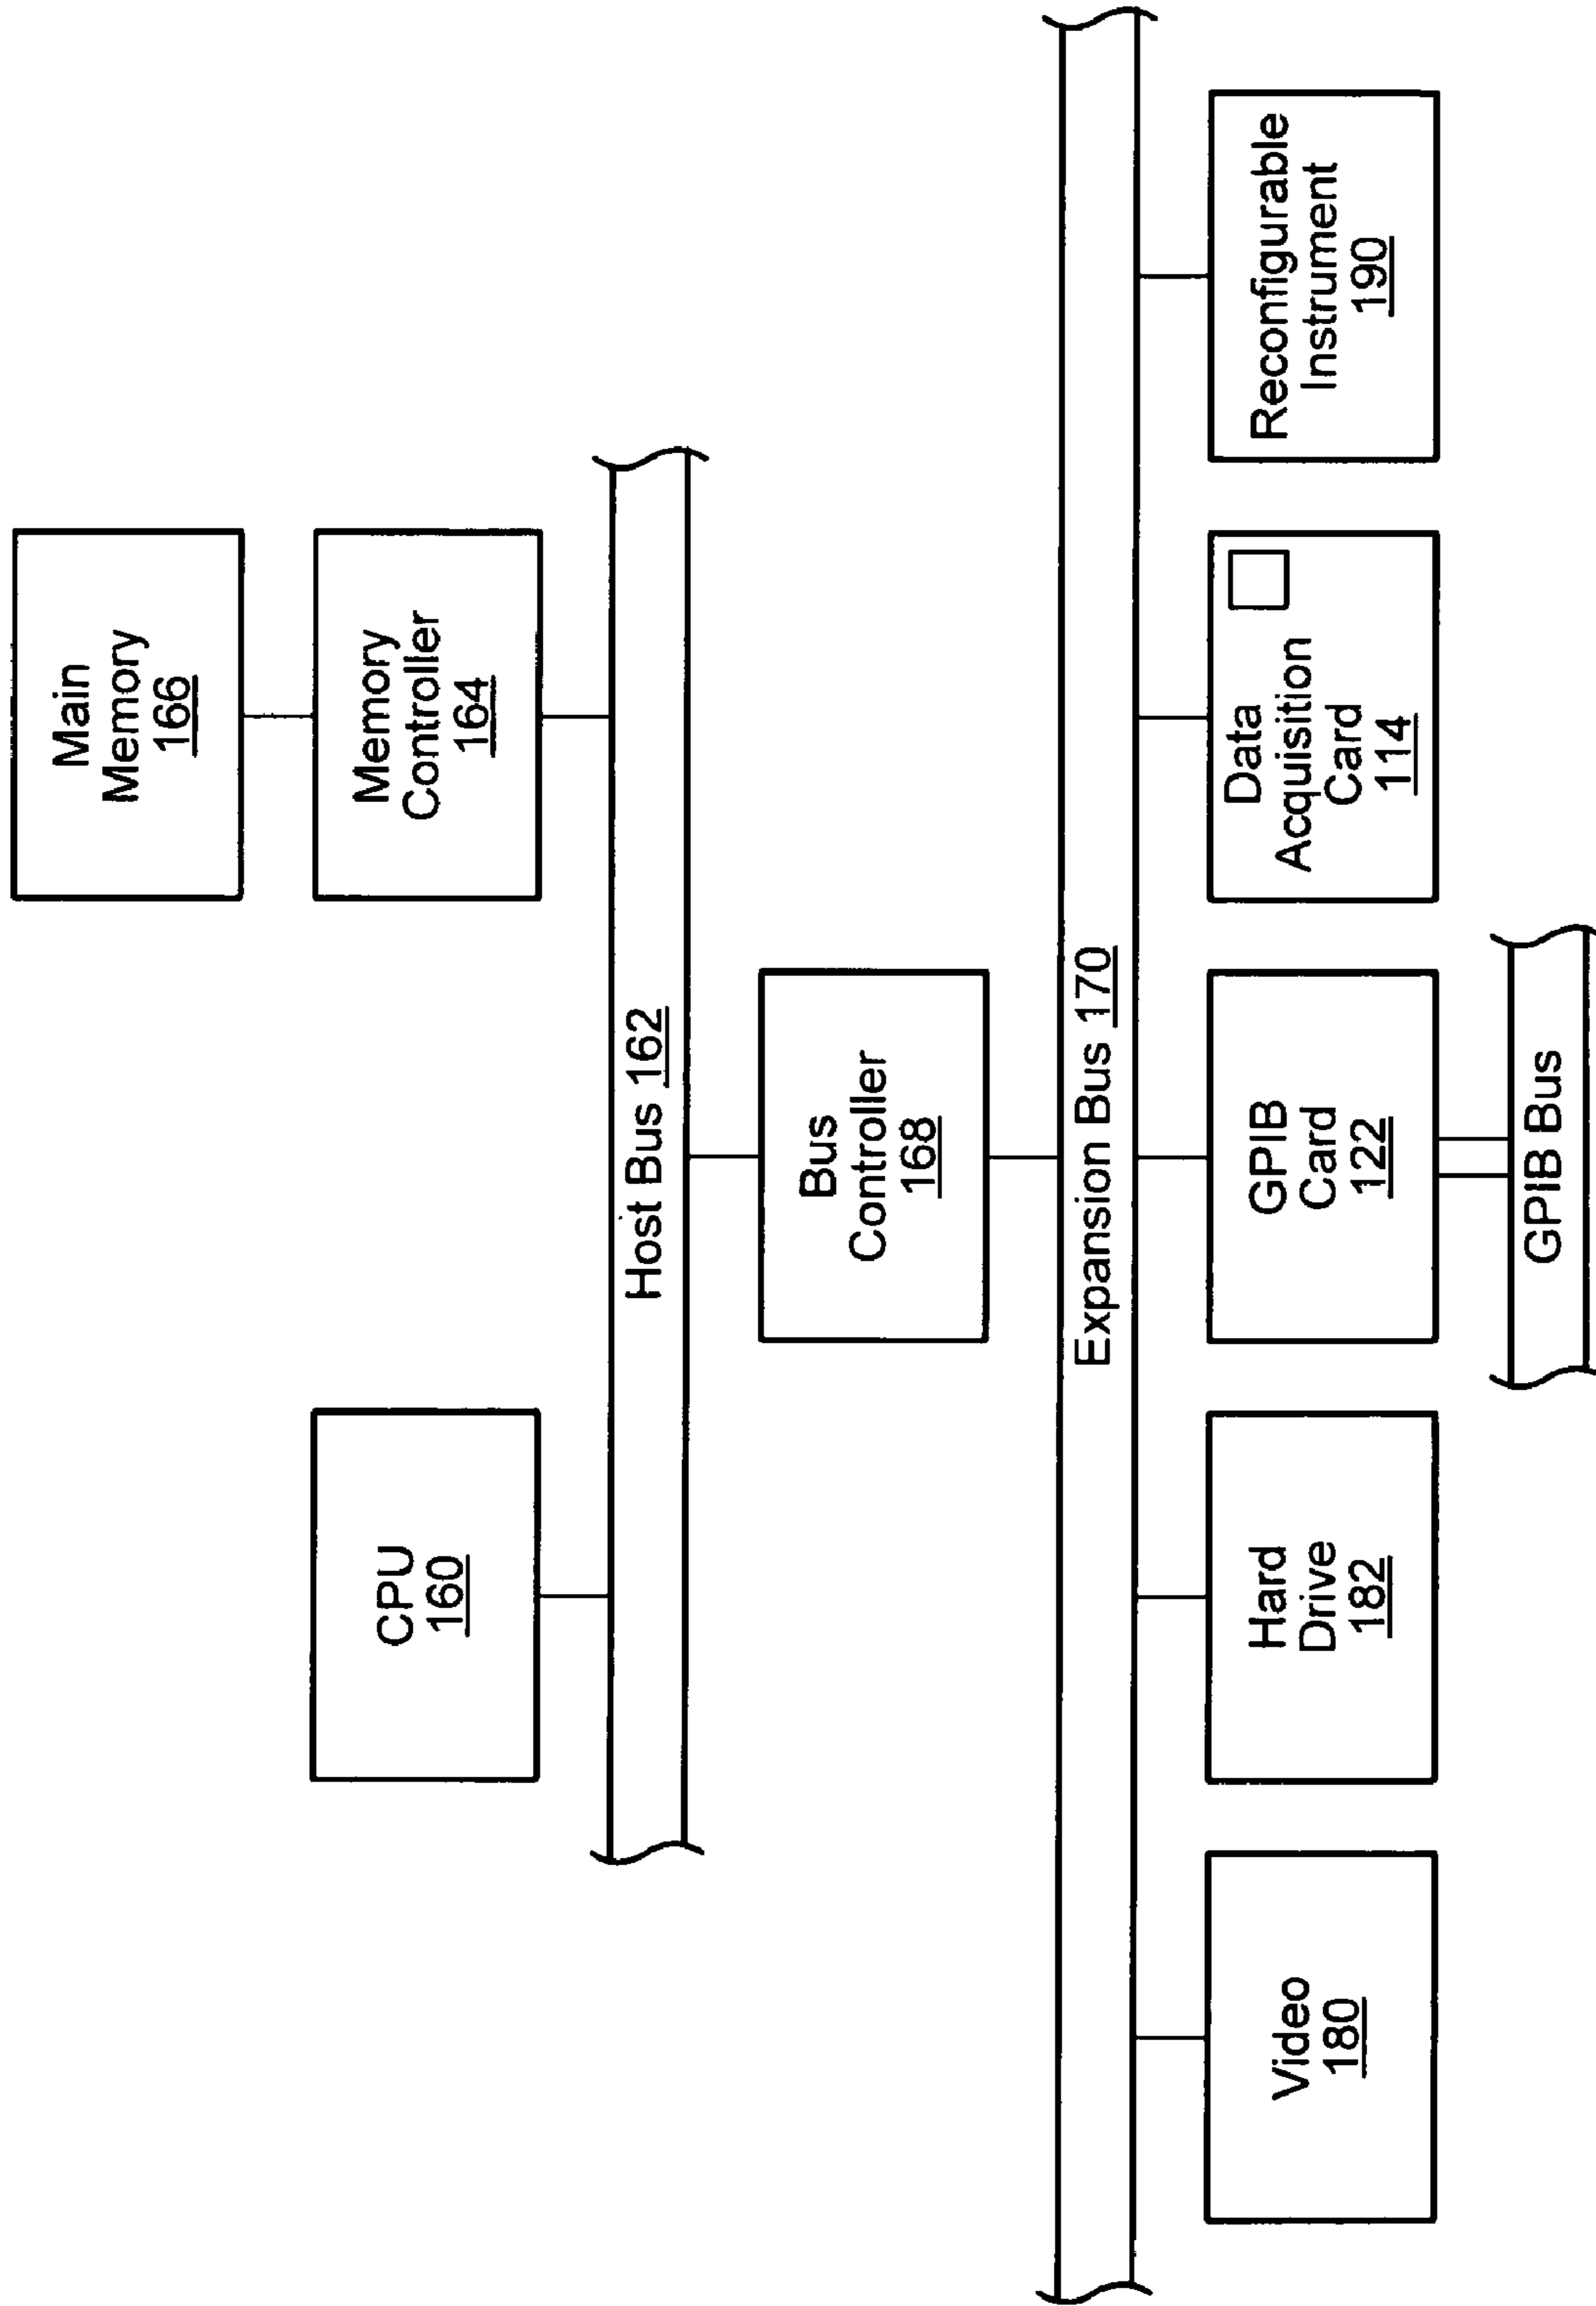 Main
Memory
166
CPU
160
Memory
Controller
164
Host Bus 162
Bus
Controller
168
Expansion Bus 170
Video
180
Hard
Drive
182
GPIB
Card
122
Data
Acquisition
Card
114
Reconfigurable
Instrument
190
GPIB Bus